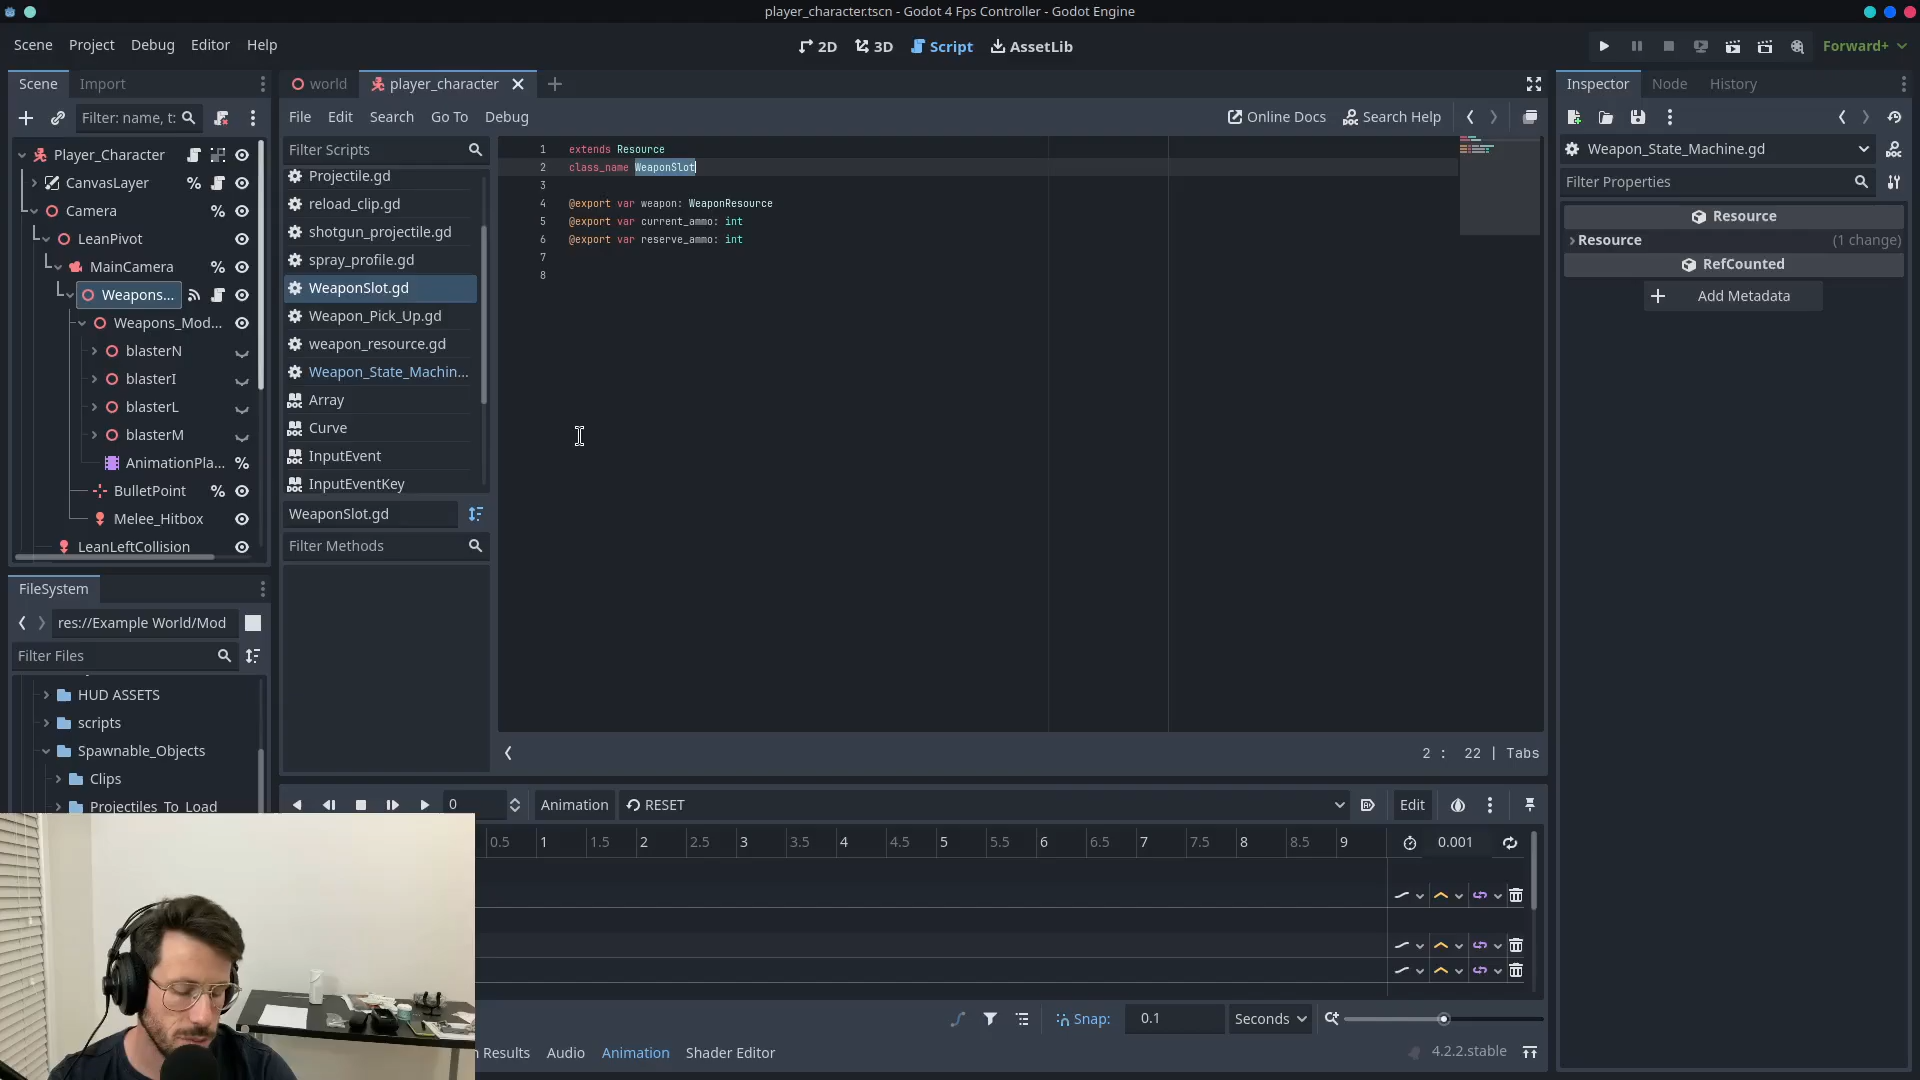 player_character.tscn - Godot 4 Fps Controller - Godot Engine
Scene Project Debug Editor Help
2D 3D Script AssetLib
Forward+
Scene Import
Filter: name, t:
Player_Character
CanvasLayer
Camera
LeanPivot
MainCamera
Weapons...
Weapons_Mod...
blasterN
blasterI
blasterL
blasterM
AnimationPla...
BulletPoint
Melee_Hitbox
LeanLeftCollision
FileSystem
res://Example World/Mod
Filter Files
HUD ASSETS
scripts
Spawnable_Objects
Clips
Projectiles_To_Load
world player_character
File Edit Search Go To Debug
Online Docs Search Help
Filter Scripts
Projectile.gd
reload_clip.gd
shotgun_projectile.gd
spray_profile.gd
WeaponSlot.gd
Weapon_Pick_Up.gd
weapon_resource.gd
Weapon_State_Machin...
Array
Curve
InputEvent
InputEventKey
WeaponSlot.gd
Filter Methods
1 extends Resource
2 class_name WeaponSlot
3
4 @export var weapon: WeaponResource
5 @export var current_ammo: int
6 @export var reserve_ammo: int
7
8
2 : 22 | Tabs
0 Animation RESET Edit
0.5 1 1.5 2 2.5 3 3.5 4 4.5 5 5.5 6 6.5 7 7.5 8 8.5 9 0.001
Snap: 0.1 Seconds
Results Audio Animation Shader Editor 4.2.2.stable
Inspector Node History
Weapon_State_Machine.gd
Filter Properties
Resource
Resource (1 change)
RefCounted
Add Metadata